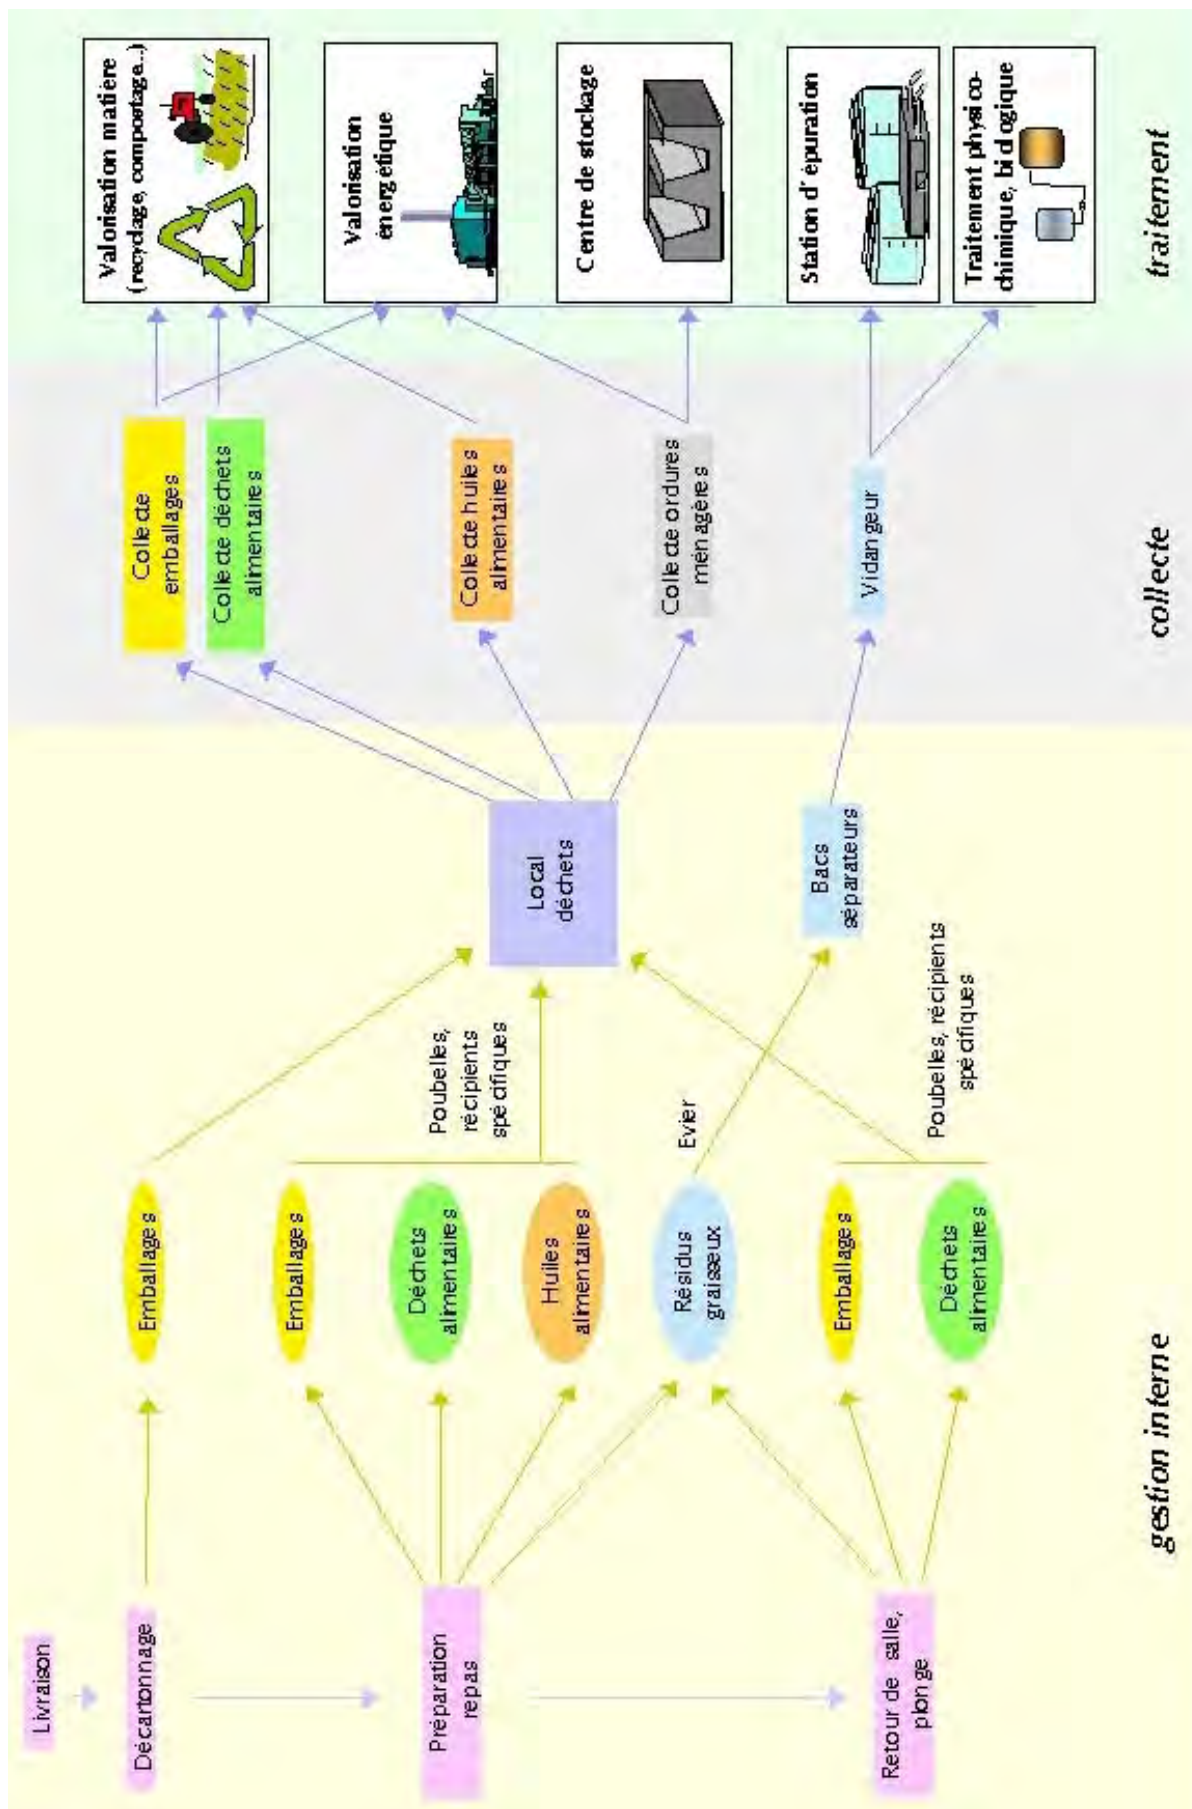 Livraison
Décartonnage
Préparation
repas
Retour de salle,
plonge
Emballages
Emballages
Déchets
alimentaires
Huiles
alimentaires
Résidus
graisseux
Emballages
Déchets
alimentaires
Poubelles,
récipients
spécifiques
Evier
Poubelles, récipients
spécifiques
Local
déchets
Bacs
séparateurs
gestion interne
Collecte
emballages
Collecte déchets
alimentaires
Collecte huiles
alimentaires
Collecte ordures
ménagères
Vidangeur
collecte
Valorisation matière
(recyclage, compostage..)
Valorisation
énergétique
Centre de stockage
Station d'épuration
Traitement physico-
chimique, biologique
traitement